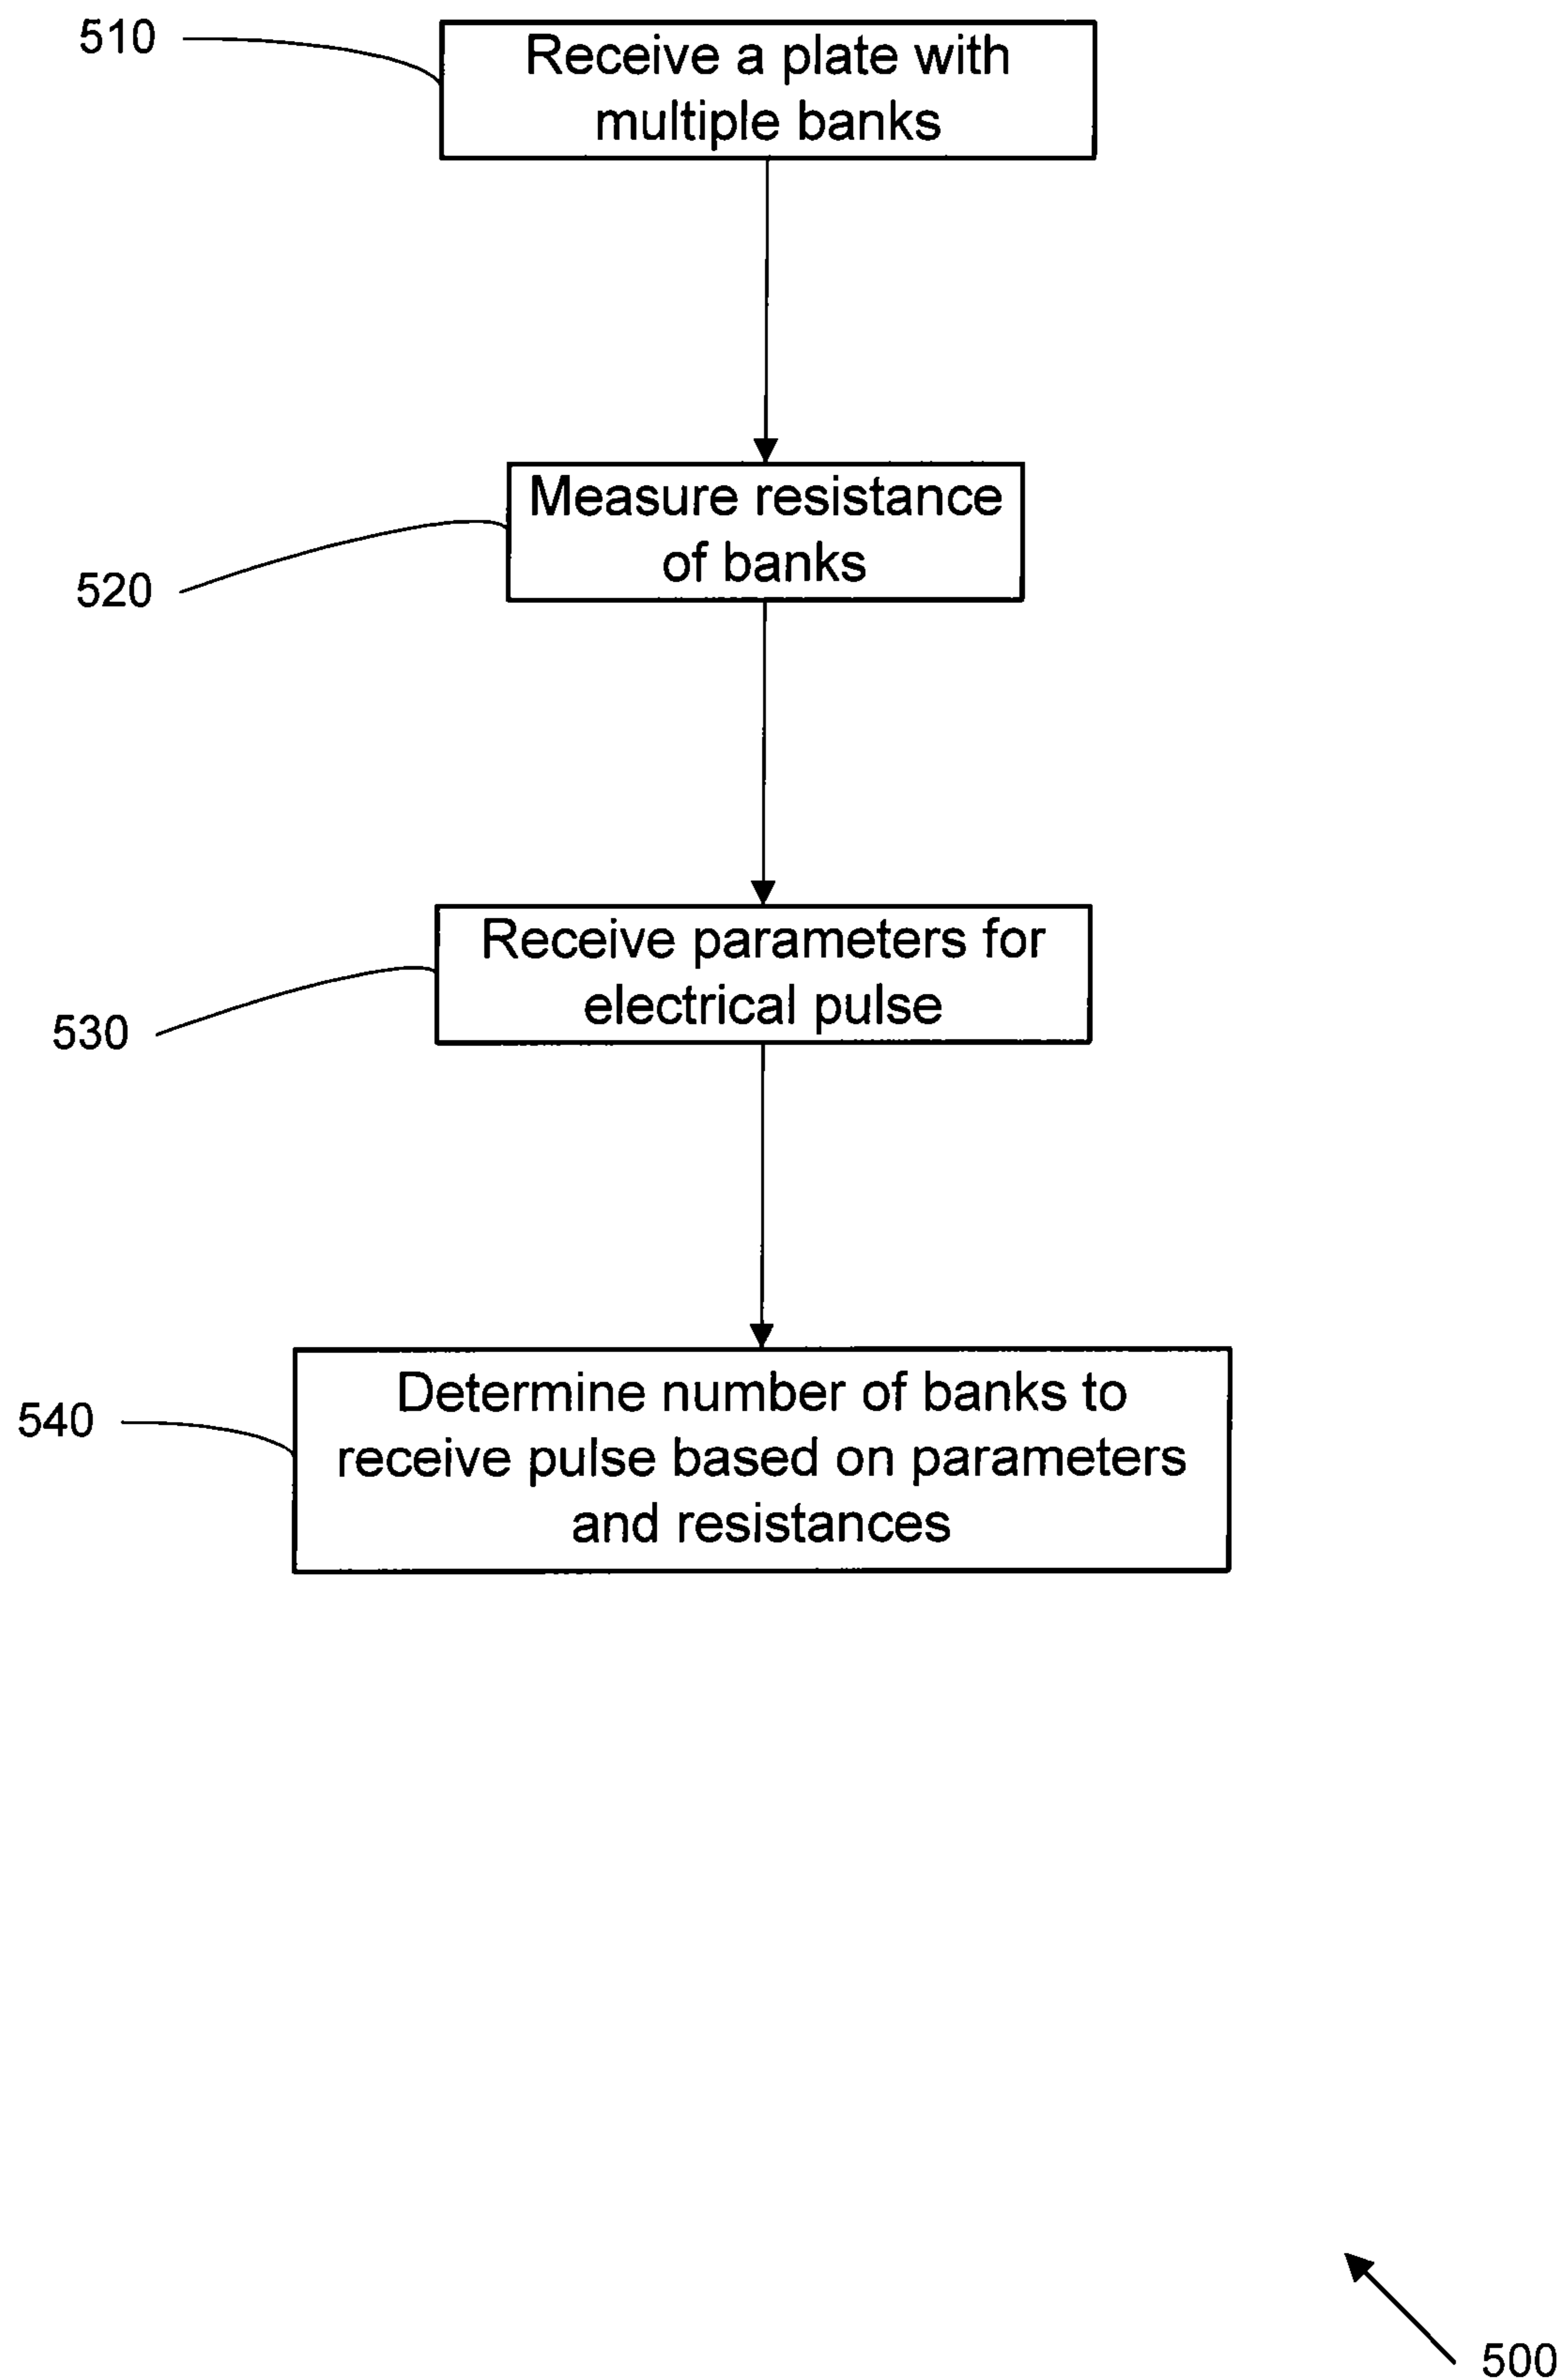 510
Receive a plate with
multiple banks
Measure resistance
of banks
520
Receive parameters for
electrical pulse
530
Determine number of banks to
540
receive pulse based on parameters
and resistances
500